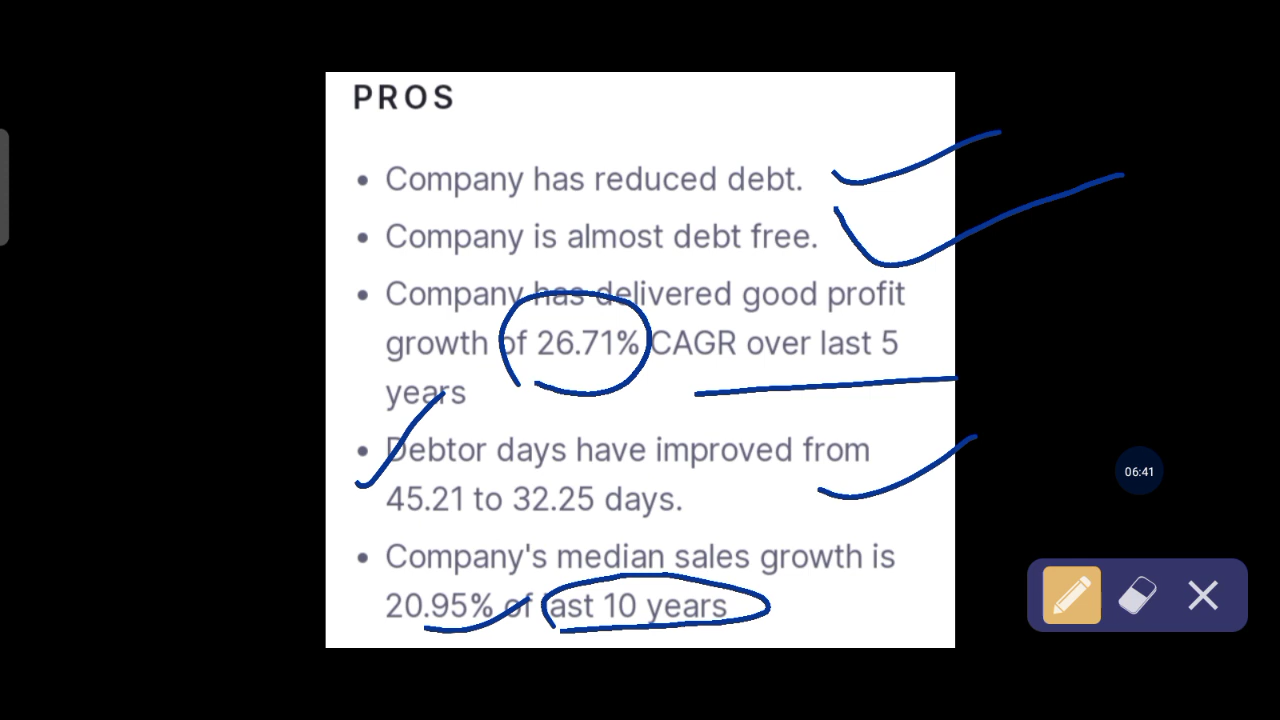 PROS
• Company has reduced debt.
• Company is almost debt free.
• Company has delivered good profit
growth of 26.71% CAGR over last 5
years
• Debtor days have improved from
45.21 to 32.25 days.
• Company's median sales growth is
20.95% of last 10 years
06:41